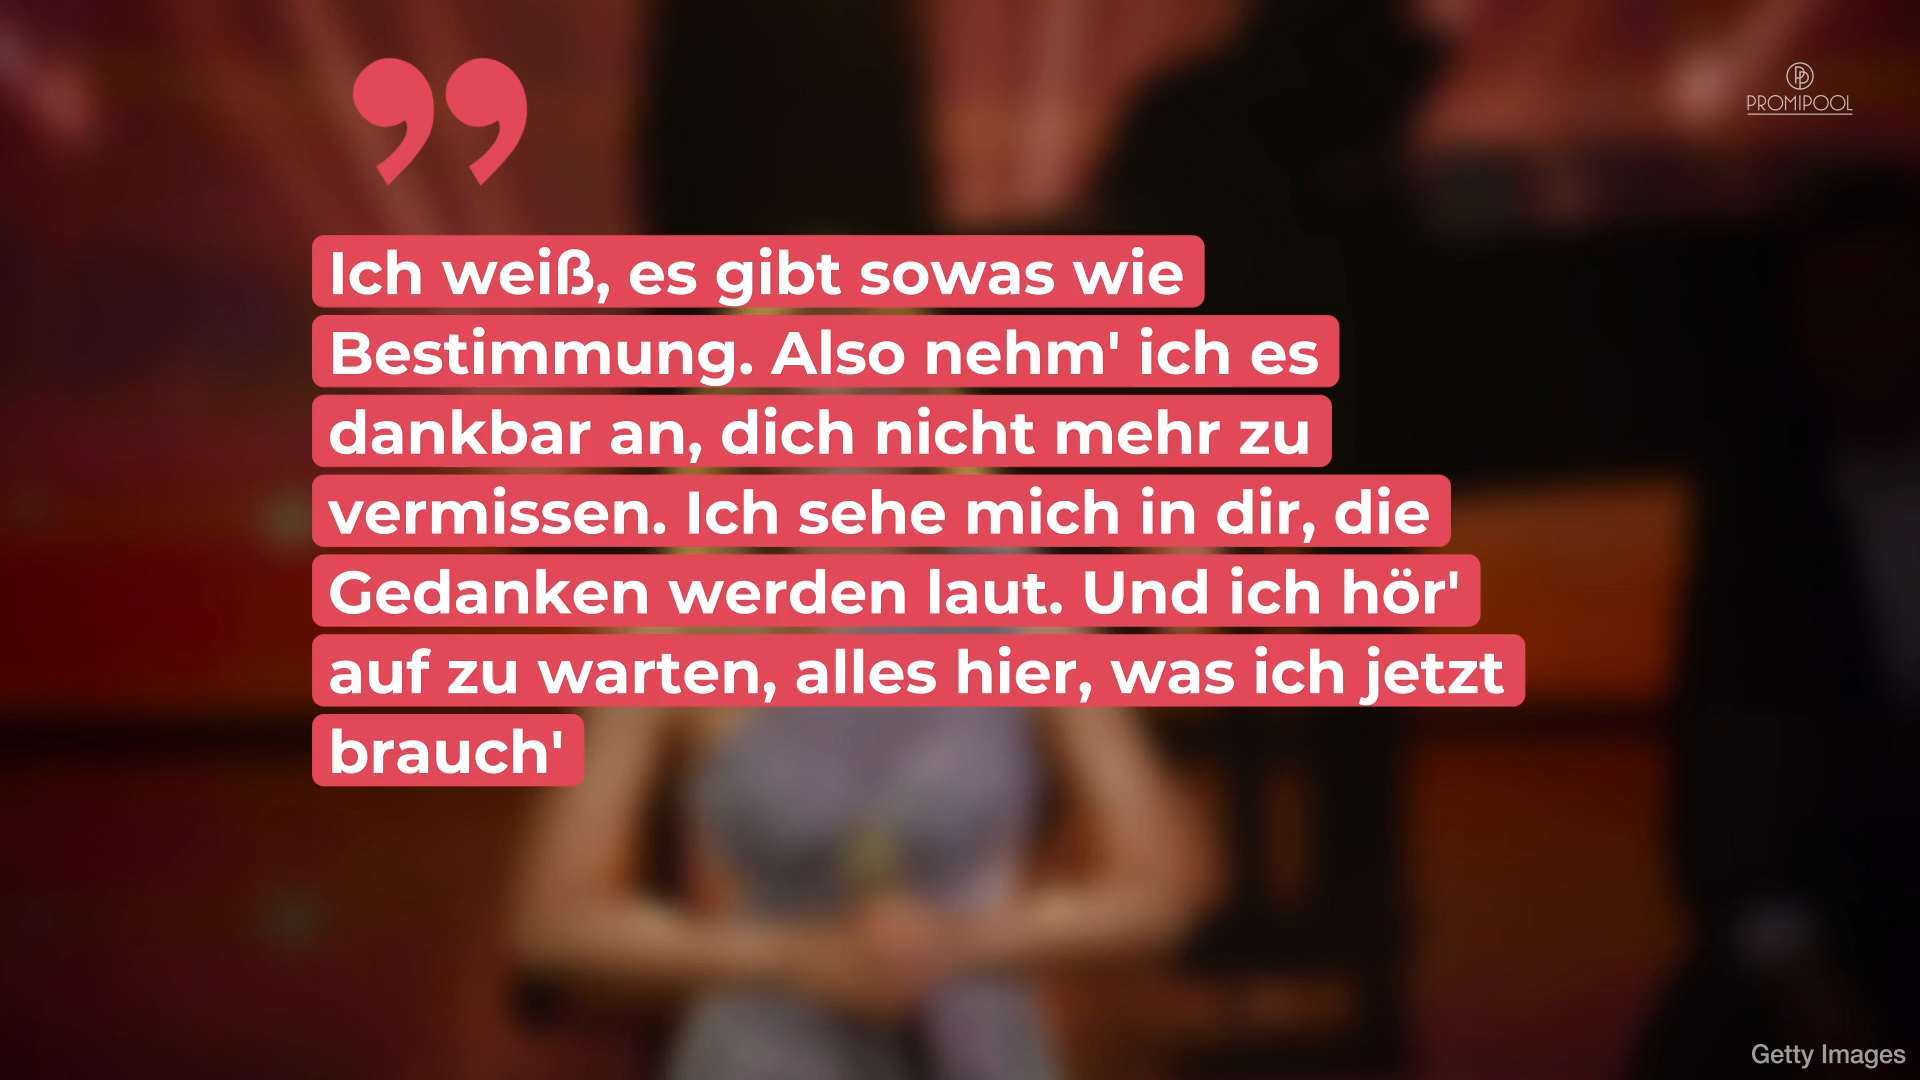 PROMIPOOL
Ich weiß, es gibt sowas wie
Bestimmung. Also nehm' ich es
dankbar an, dich nicht mehr zu
vermissen. Ich sehe mich in dir, die
Gedanken werden laut. Und ich hör'
auf zu warten, alles hier, was ich jetzt
brauch'
Getty Images